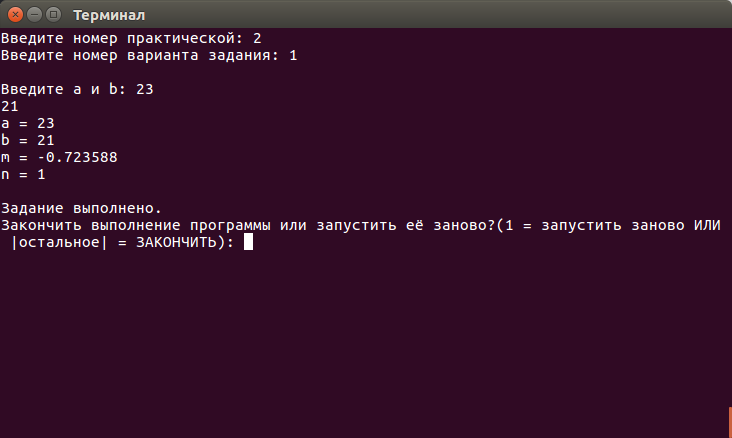 Терминал
Введите номер практической: 2
Введите номер варианта задания: 1
Введите a и b: 23
21
a = 23
b = 21
m = -0.723588
n = 1
Задание выполнено.
Закончить выполнение программы или запустить её заново?(1 = запустить заново ИЛИ
|остальное| = ЗАКОНЧИТЬ):